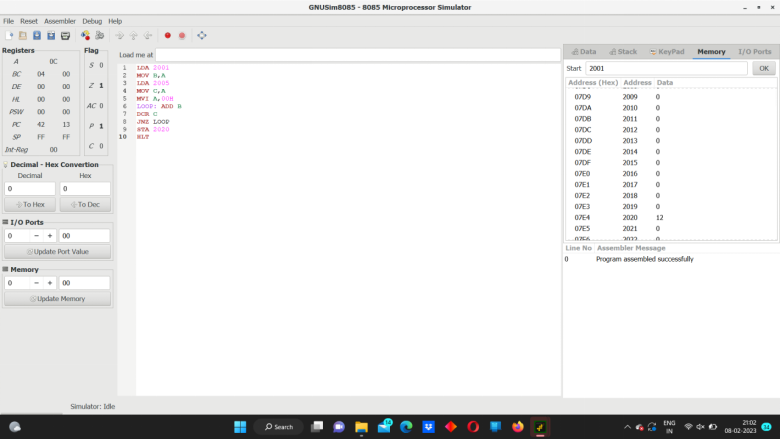 GNUSim8085 - 8085 Microprocessor Simulator
File Reset Assembler Debug Help
Registers
A 0C
BC 04 00
DE 00 00
HL 00 00
PSW 00 00
PC 42 13
SP FF FF
Int-Reg 00
Flag
S 0
Z 1
AC 0
P 1
C 0
Decimal - Hex Convertion
Decimal Hex
0 0
To Hex To Dec
I/O Ports
0 - + 00
Update Port Value
Memory
0 - + 00
Update Memory
Load me at
1 LDA 2001
2 MOV B,A
3 LDA 2005
4 MOV C,A
5 MVI A,00H
6 LOOP: ADD B
7 DCR C
8 JNZ LOOP
9 STA 2020
10 HLT
Data Stack KeyPad Memory I/O Ports
Start 2001 OK
Address (Hex) Address Data
07D9 2009 0
07DA 2010 0
07DB 2011 0
07DC 2012 0
07DD 2013 0
07DE 2014 0
07DF 2015 0
07E0 2016 0
07E1 2017 0
07E2 2018 0
07E3 2019 0
07E4 2020 12
07E5 2021 0
07E6 2022 0
Line No Assembler Message
0 Program assembled successfully
Simulator: Idle
Search
ENG
IN
21:02
08-02-2023